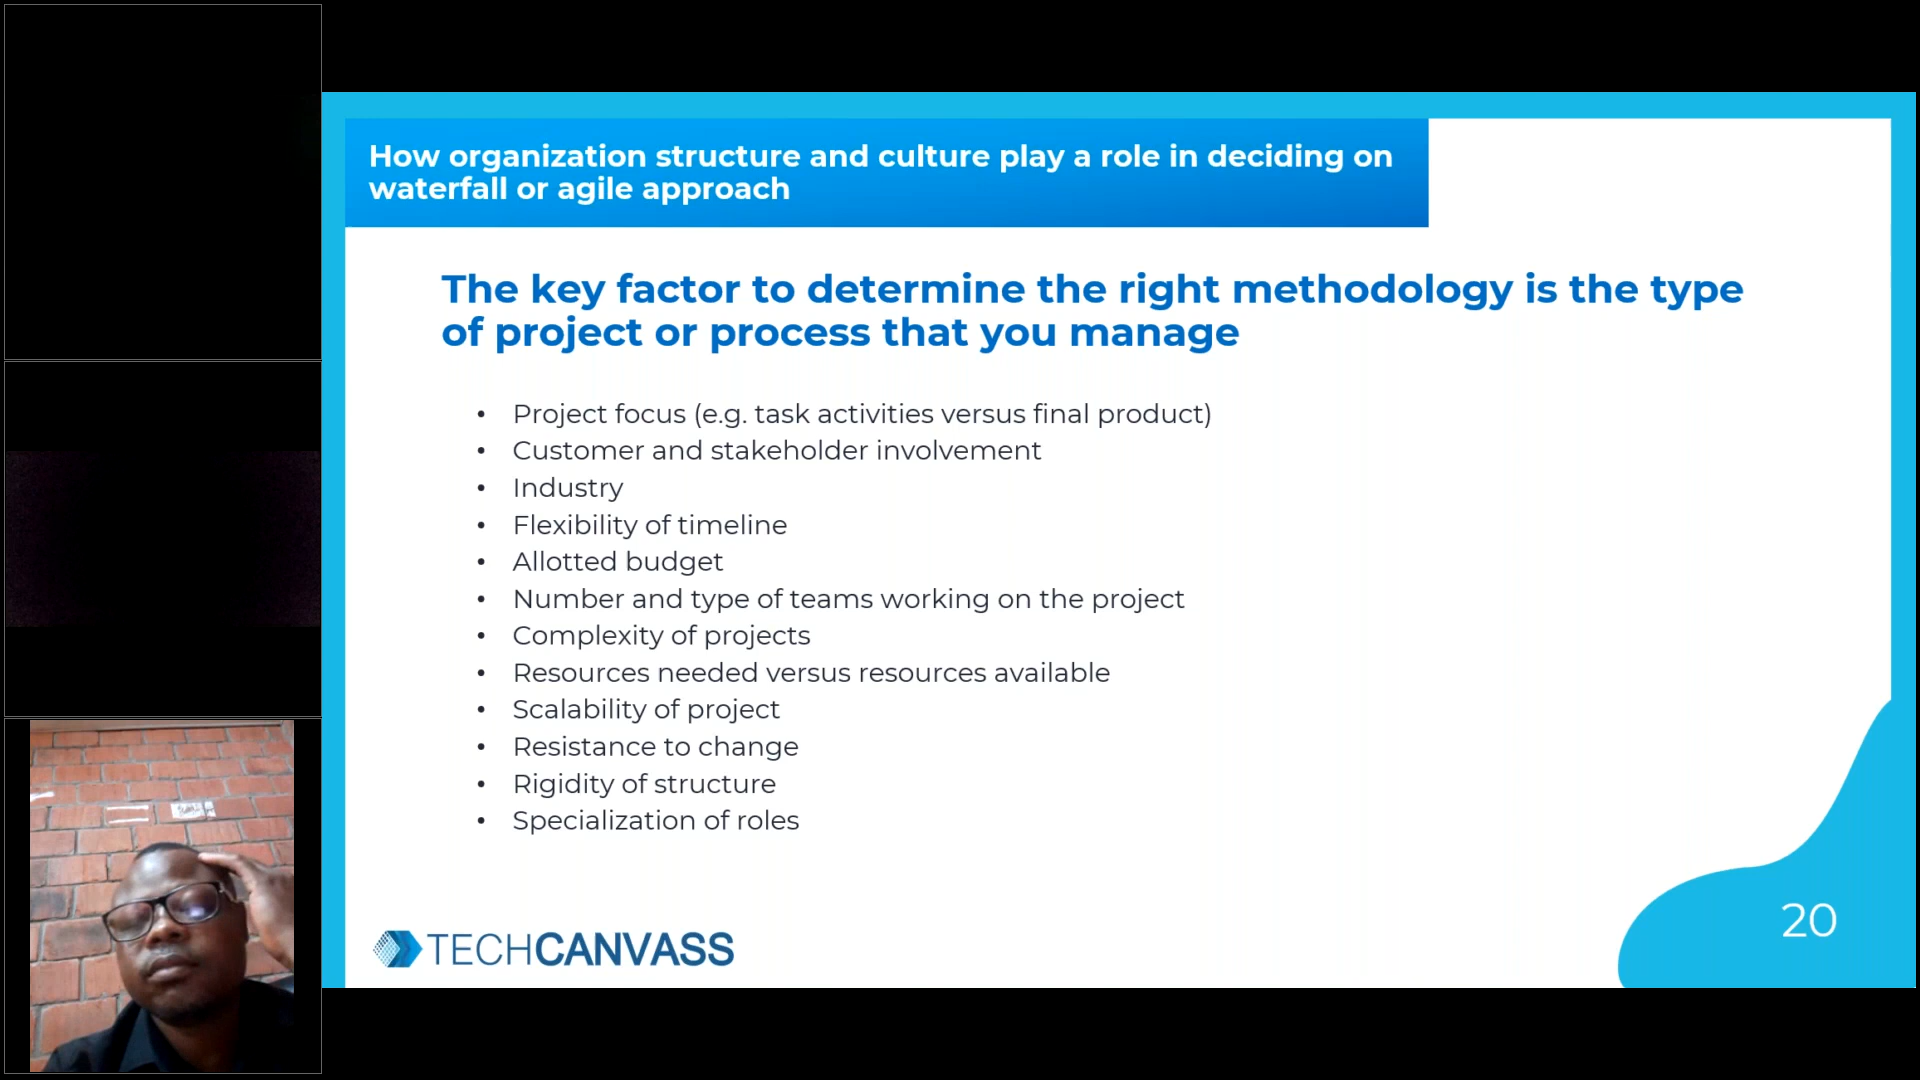 How organization structure and culture play a role in deciding on
waterfall or agile approach
The key factor to determine the right methodology is the type
of project or process that you manage
• Project focus (e.g. task activities versus final product)
• Customer and stakeholder involvement
• Industry
• Flexibility of timeline
• Allotted budget
• Number and type of teams working on the project
• Complexity of projects
• Resources needed versus resources available
• Scalability of project
• Resistance to change
• Rigidity of structure
• Specialization of roles
TECHCANVASS
20